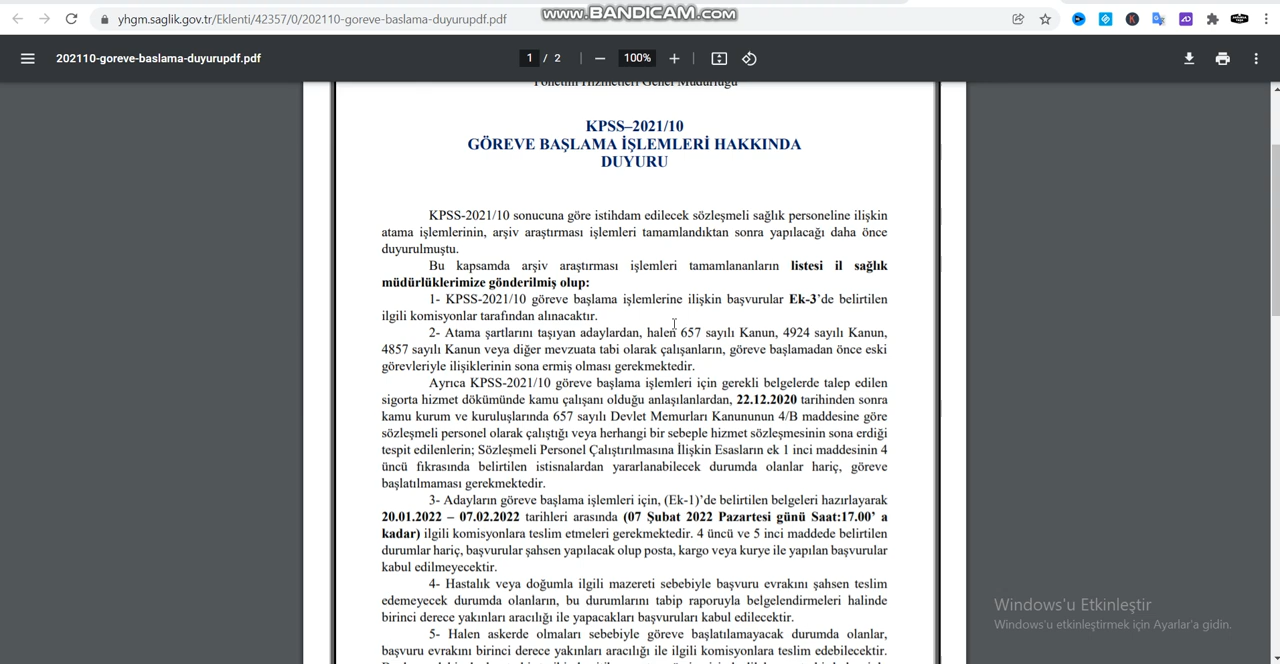 www.BANDICAM.com
yhgm.saglik.gov.tr/Eklenti/42357/0/202110-goreve-baslama-duyurupdf.pdf
202110-goreve-baslama-duyurupdf.pdf
1 / 2
100%
Yönetim Hizmetleri Genel Müdürlüğü
KPSS–2021/10
GÖREVE BAŞLAMA İŞLEMLERİ HAKKINDA
DUYURU
KPSS-2021/10 sonucuna göre istihdam edilecek sözleşmeli sağlık personeline ilişkin
atama işlemlerinin, arşiv araştırması işlemleri tamamlandıktan sonra yapılacağı daha önce
duyurulmuştu.
Bu kapsamda arşiv araştırması işlemleri tamamlananların listesi il sağlık
müdürlüklerimize gönderilmiş olup:
1- KPSS-2021/10 göreve başlama işlemlerine ilişkin başvurular Ek-3'de belirtilen
ilgili komisyonlar tarafından alınacaktır.
2- Atama şartlarını taşıyan adaylardan, halen 657 sayılı Kanun, 4924 sayılı Kanun,
4857 sayılı Kanun veya diğer mevzuata tabi olarak çalışanların, göreve başlamadan önce eski
görevleriyle ilişiklerinin sona ermiş olması gerekmektedir.
Ayrıca KPSS-2021/10 göreve başlama işlemleri için gerekli belgelerde talep edilen
sigorta hizmet dökümünde kamu çalışanı olduğu anlaşılanlardan, 22.12.2020 tarihinden sonra
kamu kurum ve kuruluşlarında 657 sayılı Devlet Memurları Kanununun 4/B maddesine göre
sözleşmeli personel olarak çalıştığı veya herhangi bir sebeple hizmet sözleşmesinin sona erdiği
tespit edilenlerin; Sözleşmeli Personel Çalıştırılmasına İlişkin Esasların ek 1 inci maddesinin 4
üncü fıkrasında belirtilen istisnalardan yararlanabilecek durumda olanlar hariç, göreve
başlatılmaması gerekmektedir.
3- Adayların göreve başlama işlemleri için, (Ek-1)'de belirtilen belgeleri hazırlayarak
20.01.2022 – 07.02.2022 tarihleri arasında (07 Şubat 2022 Pazartesi günü Saat:17.00' a
kadar) ilgili komisyonlara teslim etmeleri gerekmektedir. 4 üncü ve 5 inci maddede belirtilen
durumlar hariç, başvurular şahsen yapılacak olup posta, kargo veya kurye ile yapılan başvurular
kabul edilmeyecektir.
4- Hastalık veya doğumla ilgili mazereti sebebiyle başvuru evrakını şahsen teslim
edemeyecek durumda olanların, bu durumlarını tabip raporuyla belgelendirmeleri halinde
birinci derece yakınları aracılığı ile yapacakları başvuruları kabul edilecektir.
5- Halen askerde olmaları sebebiyle göreve başlatılamayacak durumda olanlar,
başvuru evrakını birinci derece yakınları aracılığı ile ilgili komisyonlara teslim edebilecektir.
Windows'u Etkinleştir
Windows'u etkinleştirmek için Ayarlar'a gidin.